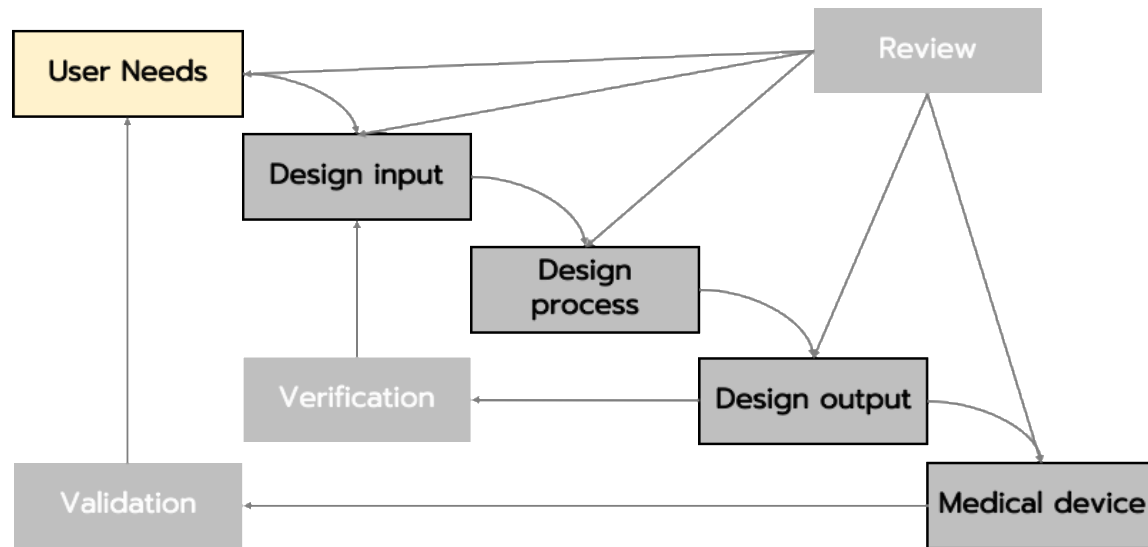 Review
User Needs
Design input
Design
process
Verification
Design output
Validation
Medical device